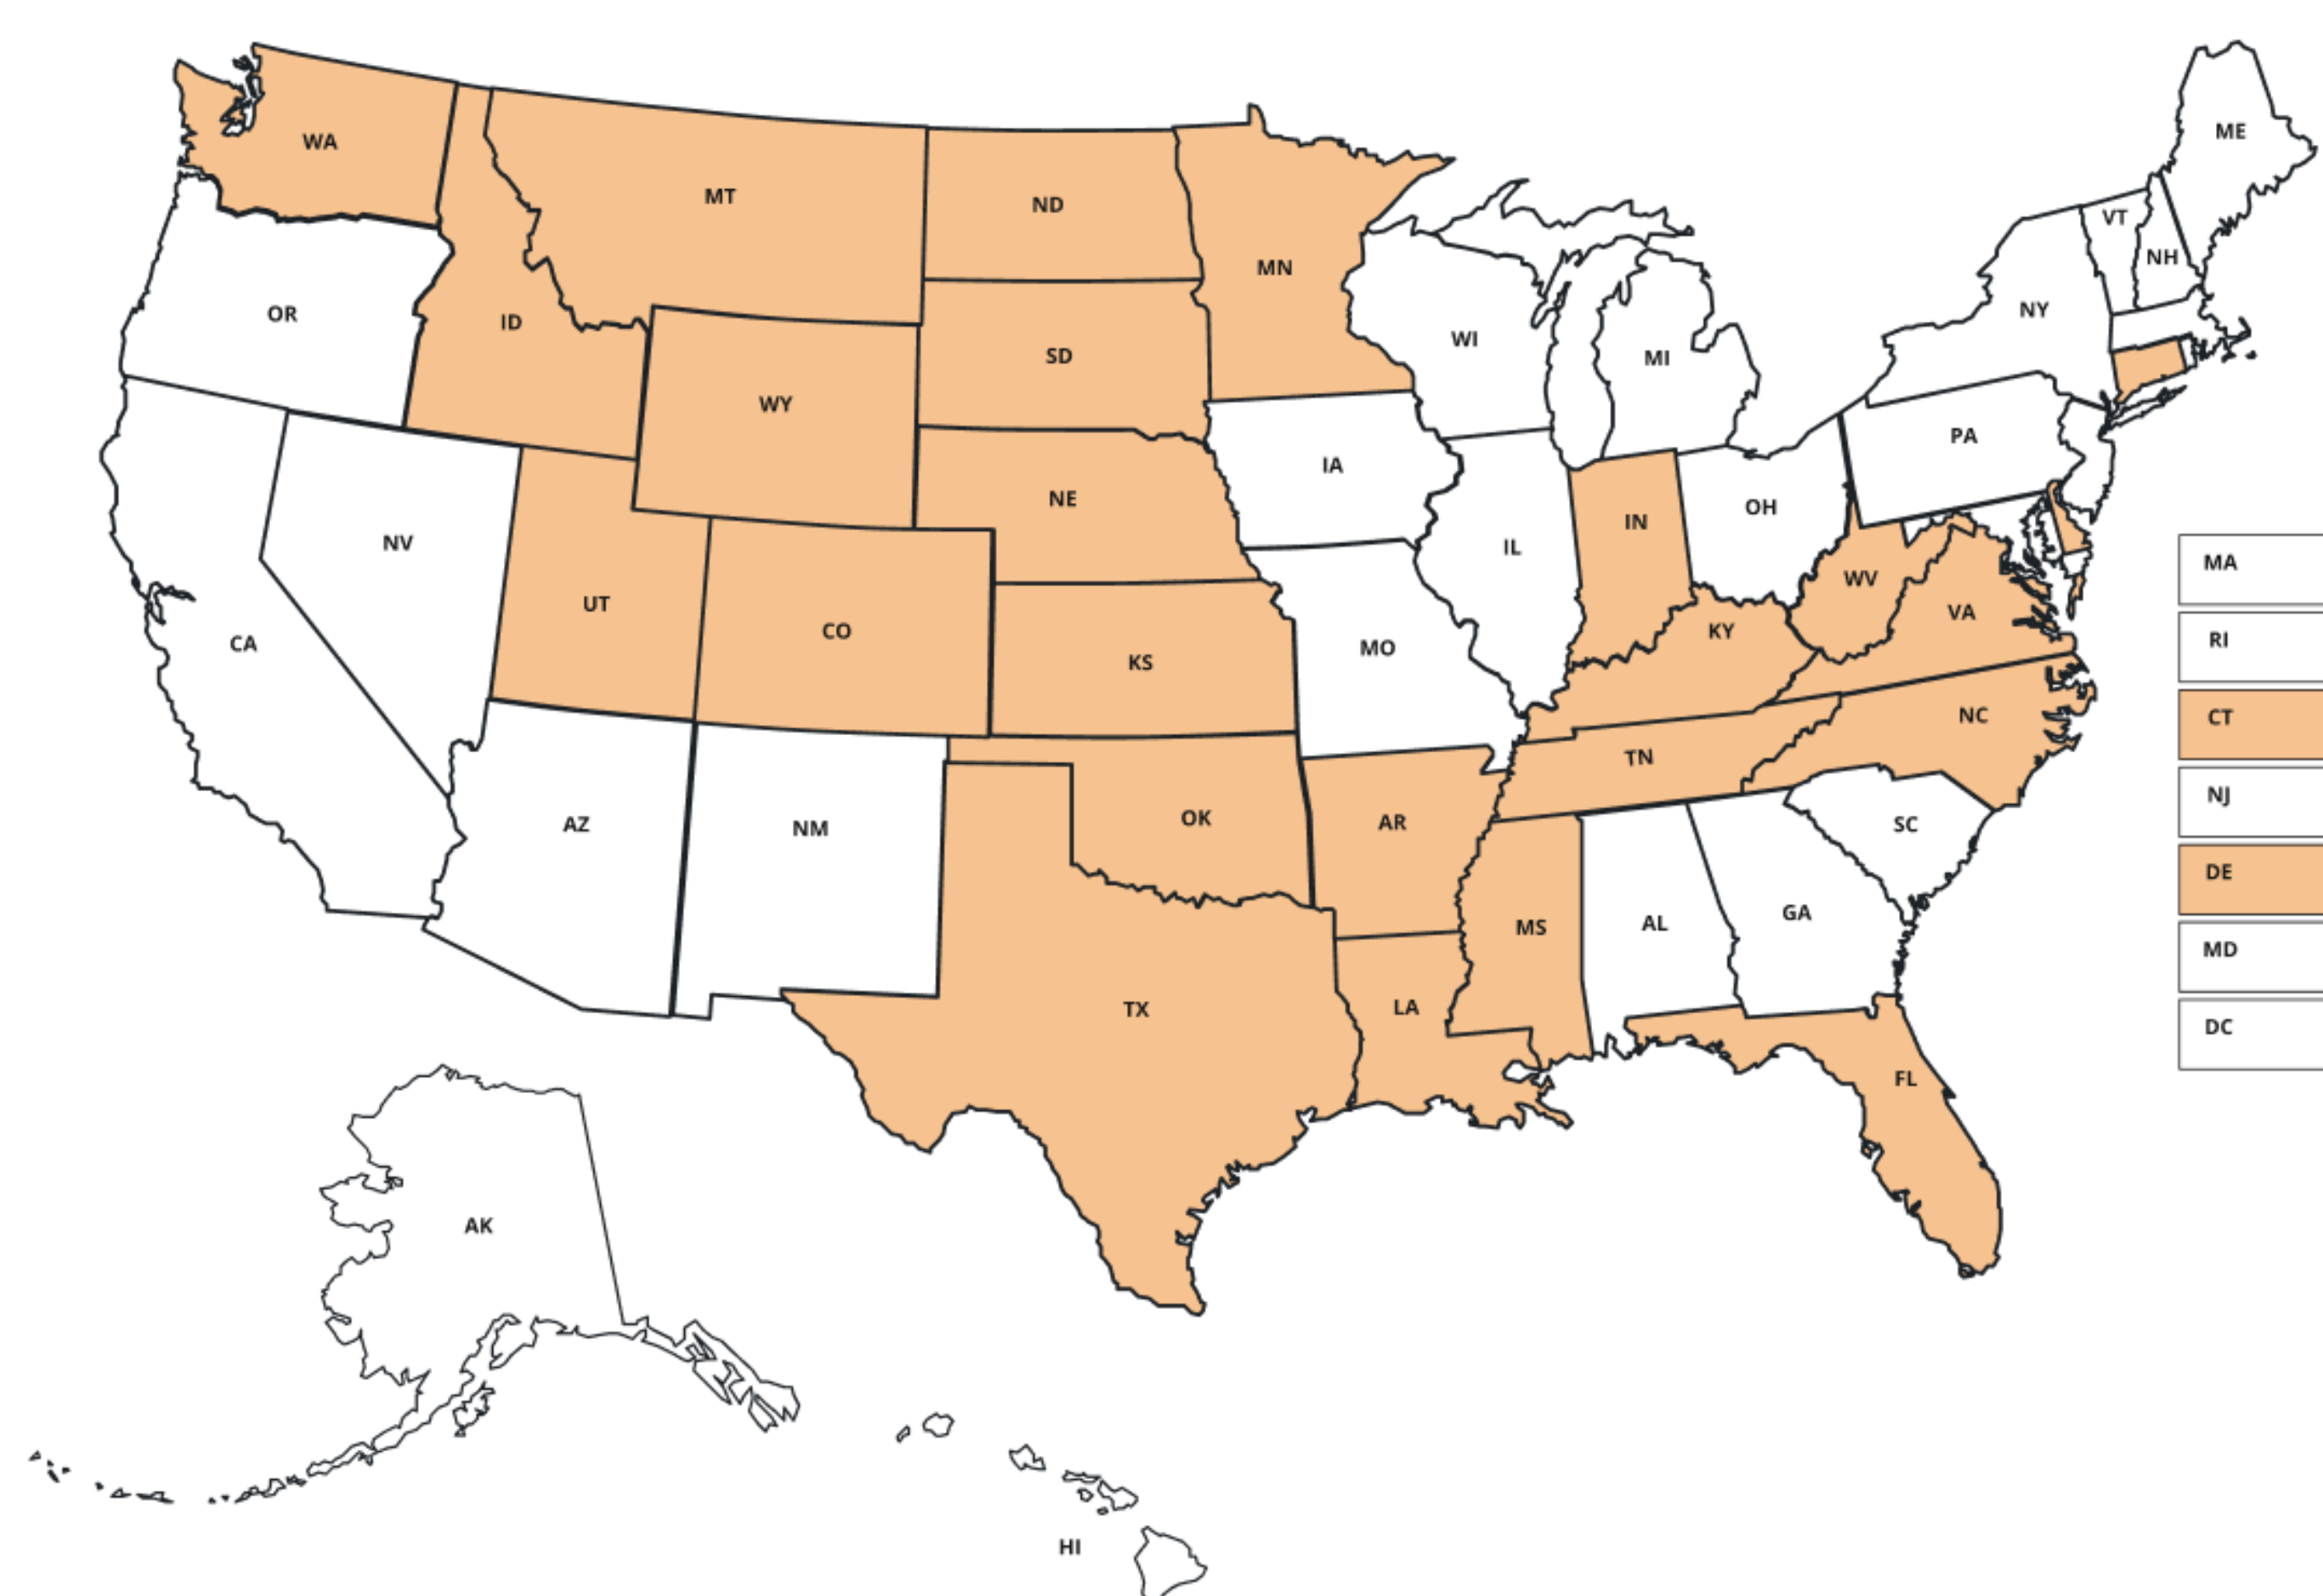 ME
WA
MT
ND
VT
NH
MN
NY
OR
ID
WI
SD
MI
WY
PA
IA
NE
OH
IN
NV
IL
MA
WV
UT
VA
CO
KY
RI
CA
MO
KS
NC
CT
TN
NJ
OK
AR
AZ
NM
SC
DE
GA
AL
MS
MD
LA
TX
DC
FL
AK
HI